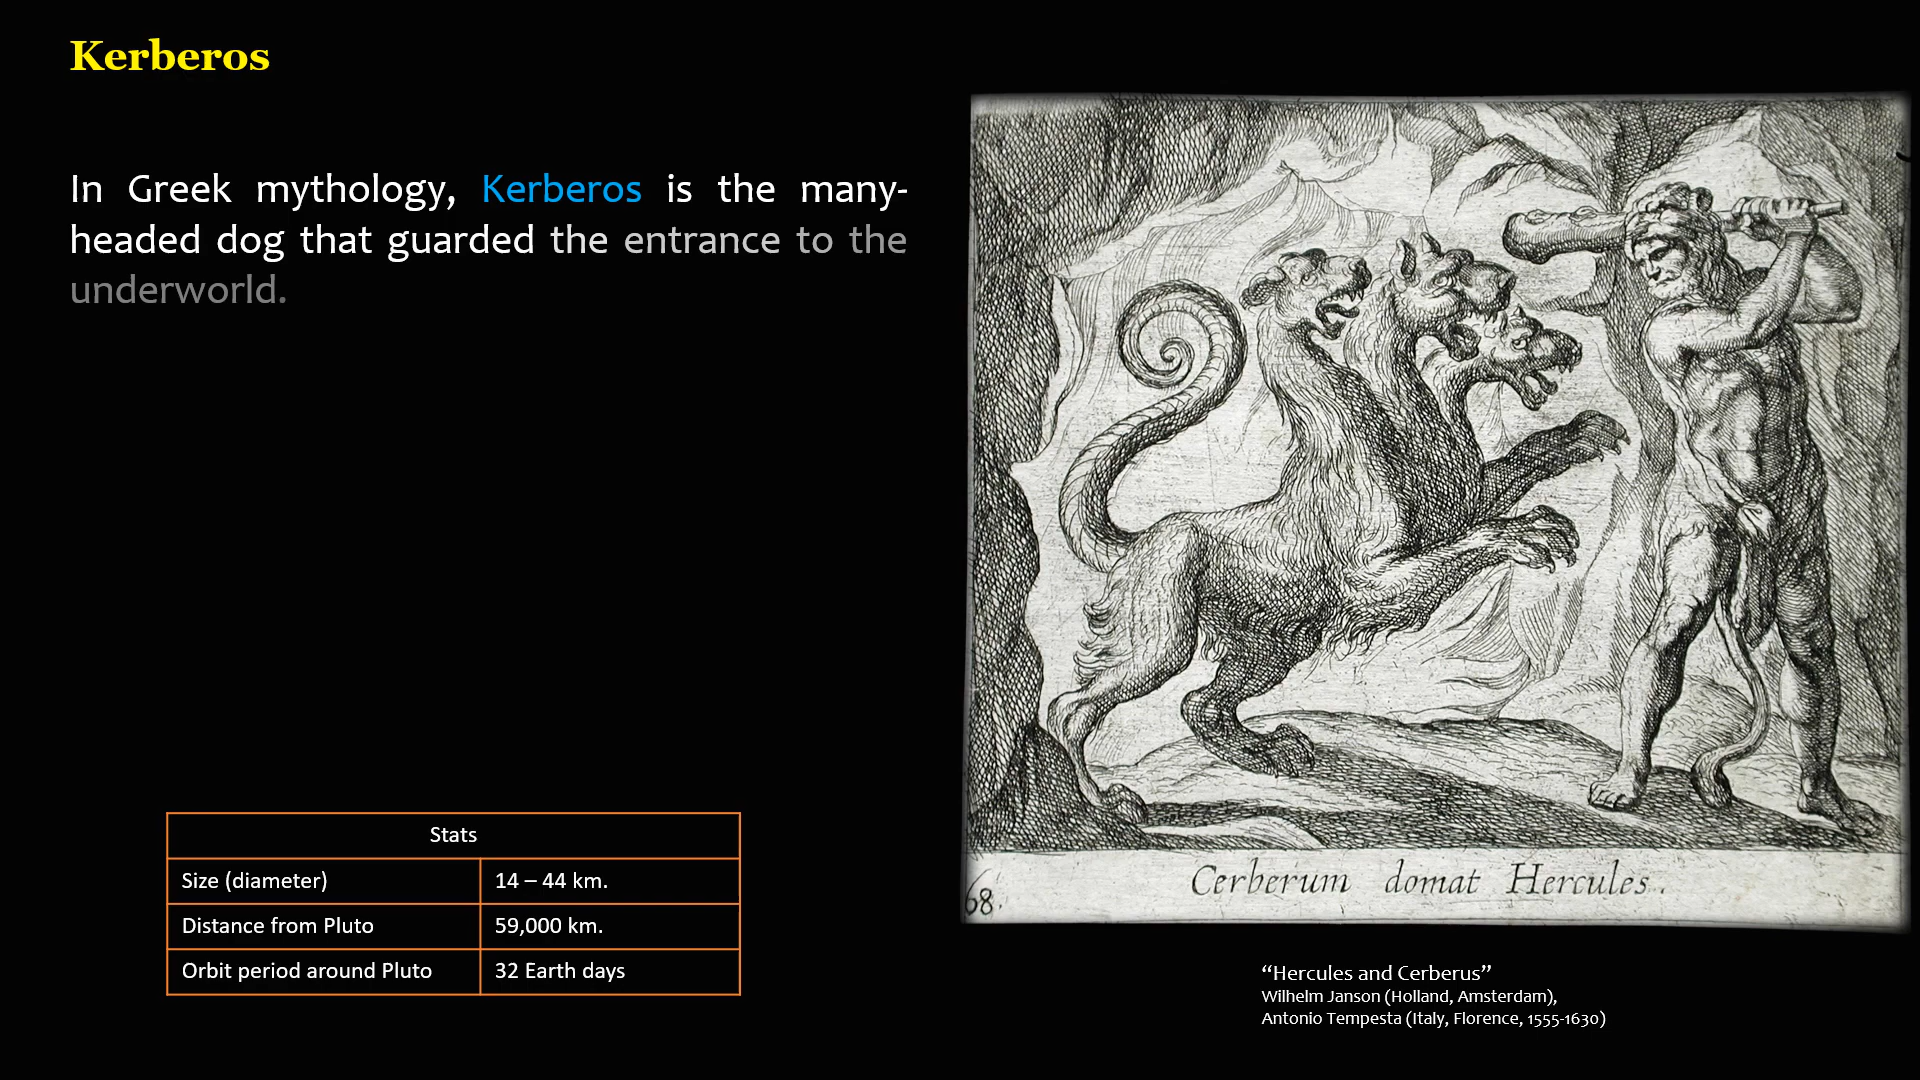 Kerberos
In Greek mythology, Kerberos is the many-
headed dog that guarded the entrance to the
underworld.
Stats
Size (diameter) 14 – 44 km.
Distance from Pluto 59,000 km.
Orbit period around Pluto 32 Earth days
Cerberum domat Hercules.
68.
“Hercules and Cerberus”
Wilhelm Janson (Holland, Amsterdam),
Antonio Tempesta (Italy, Florence, 1555-1630)